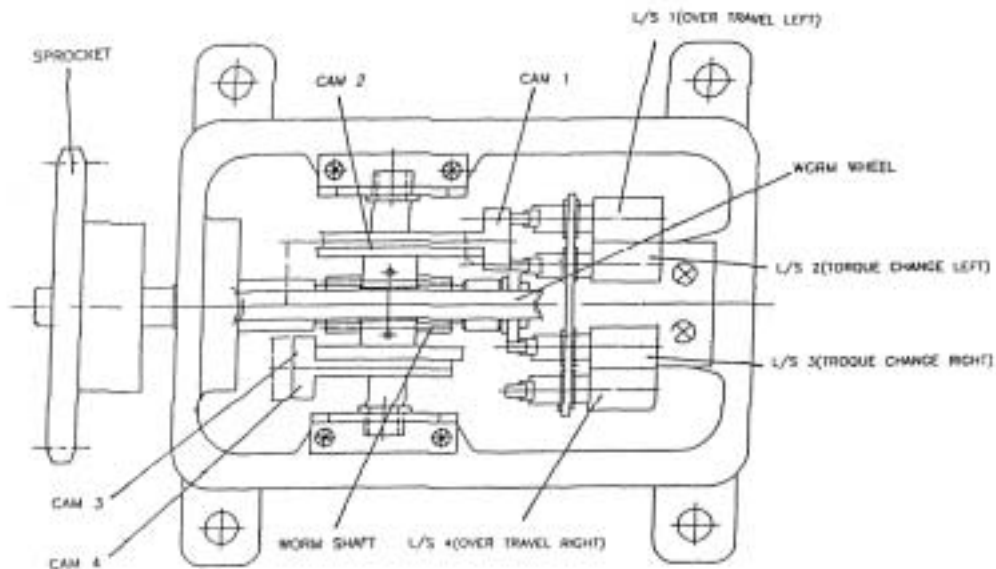 L/S 1(OVER TRAVEL LEFT)
SPROCKET
CAM 2
CAM 1
WORM WHEEL
L/S 2(TORQUE CHANGE LEFT)
L/S 3(TROQUE CHANGE RIGHT)
CAM 3
WORM SHAFT
L/S 4(OVER TRAVEL RIGHT)
CAM 4